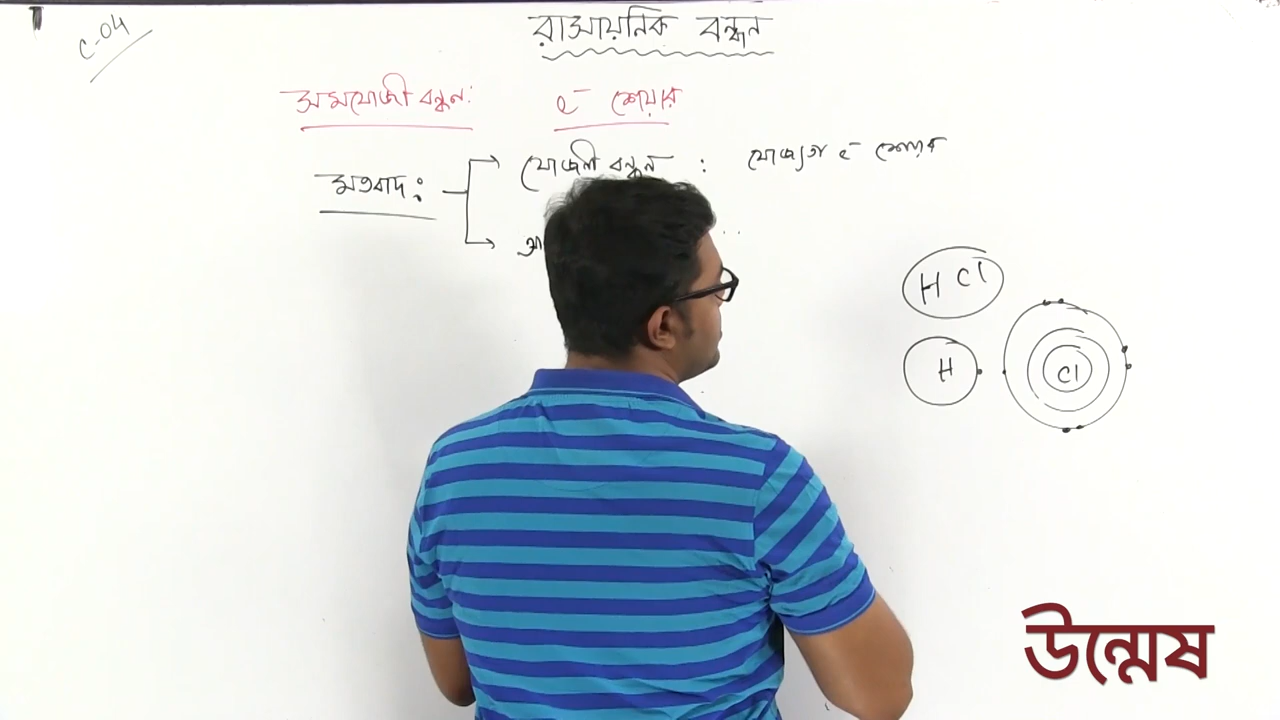 C-04
রাসায়নিক বন্ধন
সমযোজী বন্ধন: e⁻ শেয়ার
মতবাদ: যোজনী বন্ধন : যোজ্যতা e⁻ শেয়ার
আ
HCl
H Cl
উন্মেষ